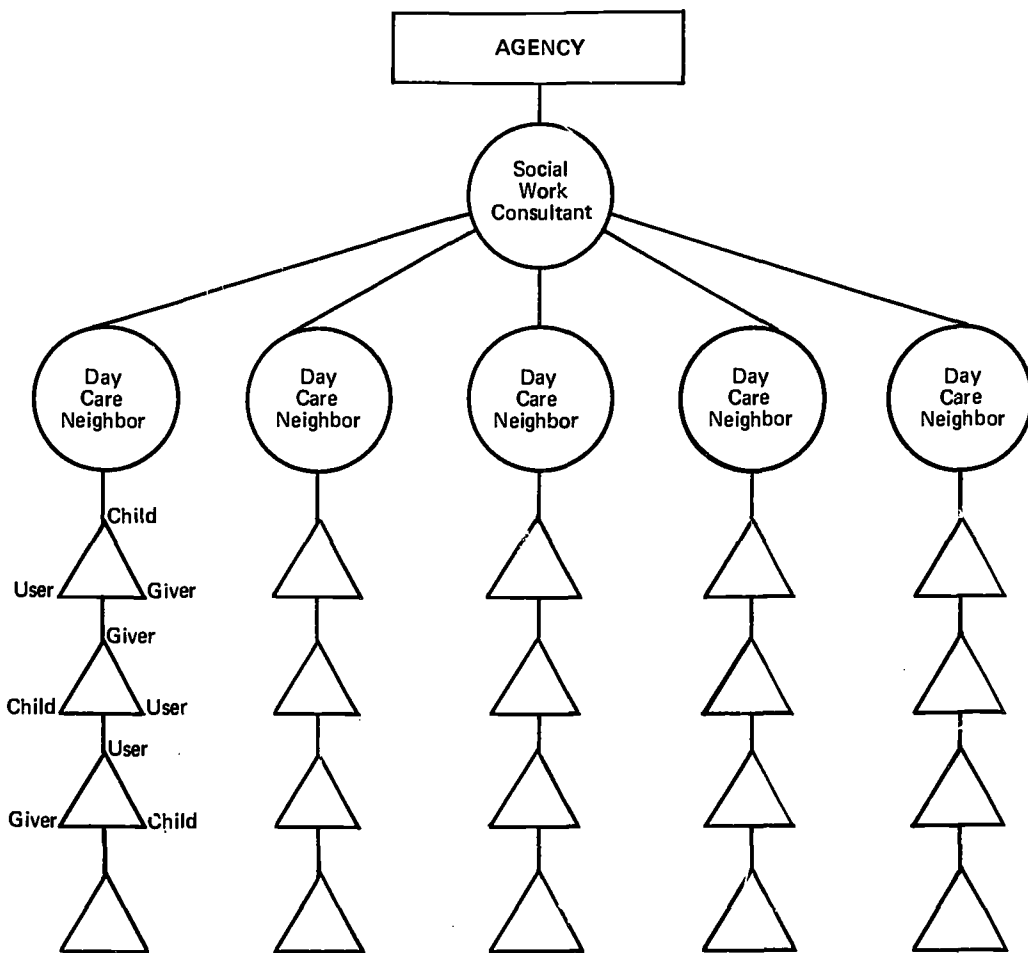 AGENCY
Social
Work
Consultant
Day
Care
Neighbor
Day
Care
Neighbor
Day
Care
Neighbor
Day
Care
Neighbor
Day
Care
Neighbor
Child
User
Giver
Giver
Child
User
User
Giver
Child